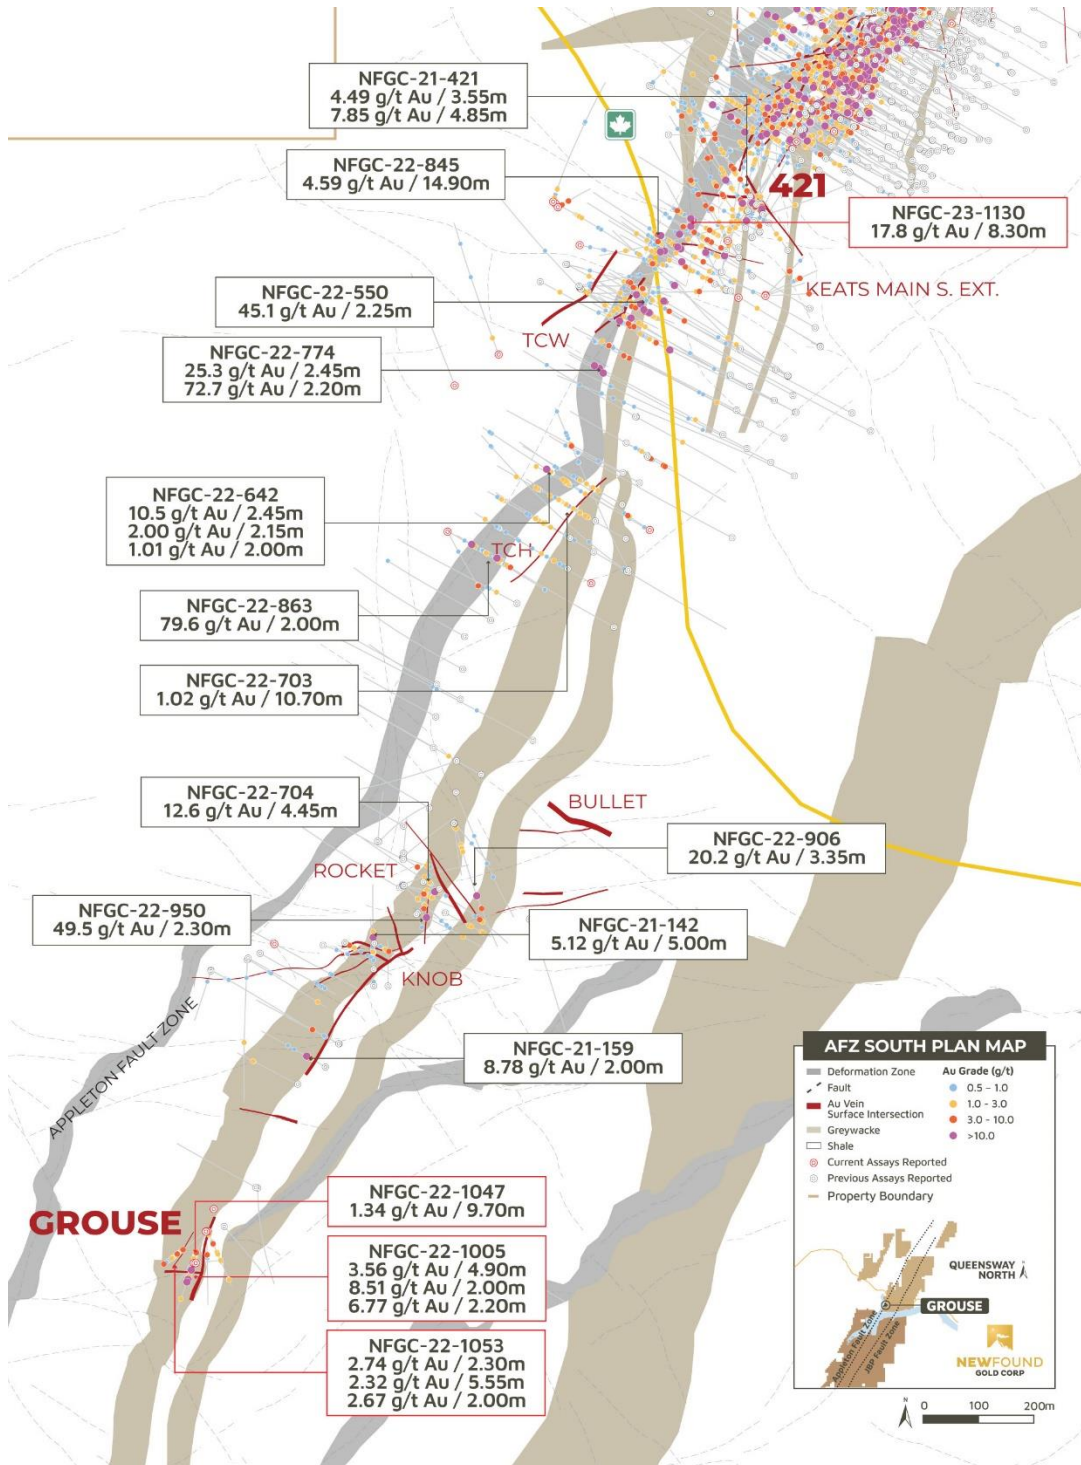 NFGC-21-421
4.49 g/t Au / 3.55m
7.85 g/t Au / 4.85m
NFGC-22-845
4.59 g/t Au / 14.90m
421
NFGC-23-1130
17.8 g/t Au / 8.30m
KEATS MAIN S. EXT.
NFGC-22-550
45.1 g/t Au / 2.25m
TCW
NFGC-22-774
25.3 g/t Au / 2.45m
72.7 g/t Au / 2.20m
NFGC-22-642
10.5 g/t Au / 2.45m
2.00 g/t Au / 2.15m
1.01 g/t Au / 2.00m
TCH
NFGC-22-863
79.6 g/t Au / 2.00m
NFGC-22-703
1.02 g/t Au / 10.70m
NFGC-22-704
12.6 g/t Au / 4.45m
BULLET
NFGC-22-906
20.2 g/t Au / 3.35m
ROCKET
NFGC-22-950
49.5 g/t Au / 2.30m
NFGC-21-142
5.12 g/t Au / 5.00m
KNOB
APPLETON FAULT ZONE
NFGC-21-159
8.78 g/t Au / 2.00m
GROUSE
NFGC-22-1047
1.34 g/t Au / 9.70m
NFGC-22-1005
3.56 g/t Au / 4.90m
8.51 g/t Au / 2.00m
6.77 g/t Au / 2.20m
NFGC-22-1053
2.74 g/t Au / 2.30m
2.32 g/t Au / 5.55m
2.67 g/t Au / 2.00m
AFZ SOUTH PLAN MAP
Deformation Zone
Fault
Au Vein
Surface Intersection
Greywacke
Shale
Current Assays Reported
Previous Assays Reported
Property Boundary
Au Grade (g/t)
0.5 - 1.0
1.0 - 3.0
3.0 - 10.0
>10.0
QUEENSWAY
NORTH
N
GROUSE
Appleton Fault Zone
JBP Fault Zone
NEWFOUND
GOLD CORP
N
0 100 200m